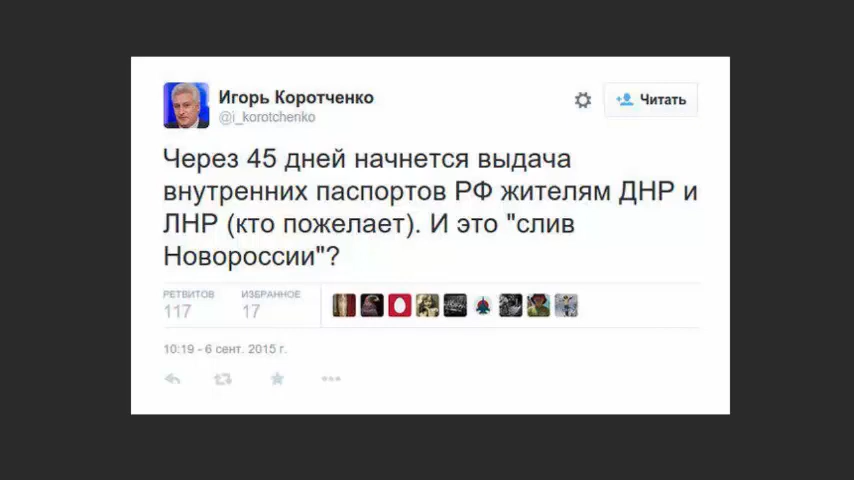 Игорь Коротченко
@i_korotchenko
Читать
Через 45 дней начнется выдача
внутренних паспортов РФ жителям ДНР и
ЛНР (кто пожелает). И это "слив
Новороссии"?
РЕТВИТОВ ИЗБРАННОЕ
117 17
10:19 - 6 сент. 2015 г.